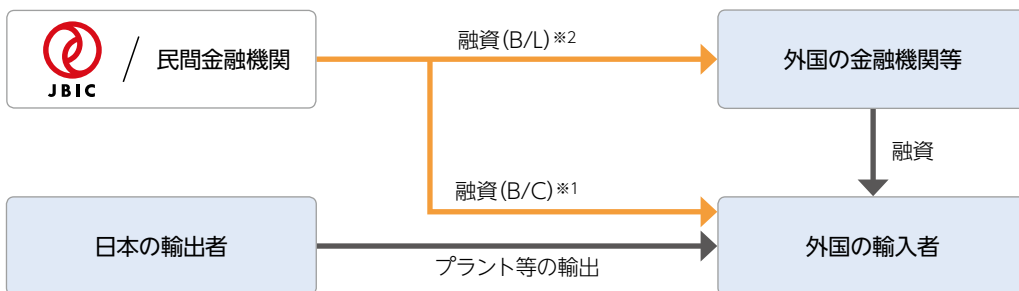 JBIC
/ 民間金融機関
融資(B/L)※2
外国の金融機関等
融資
融資(B/C)※1
日本の輸出者
プラント等の輸出
外国の輸入者